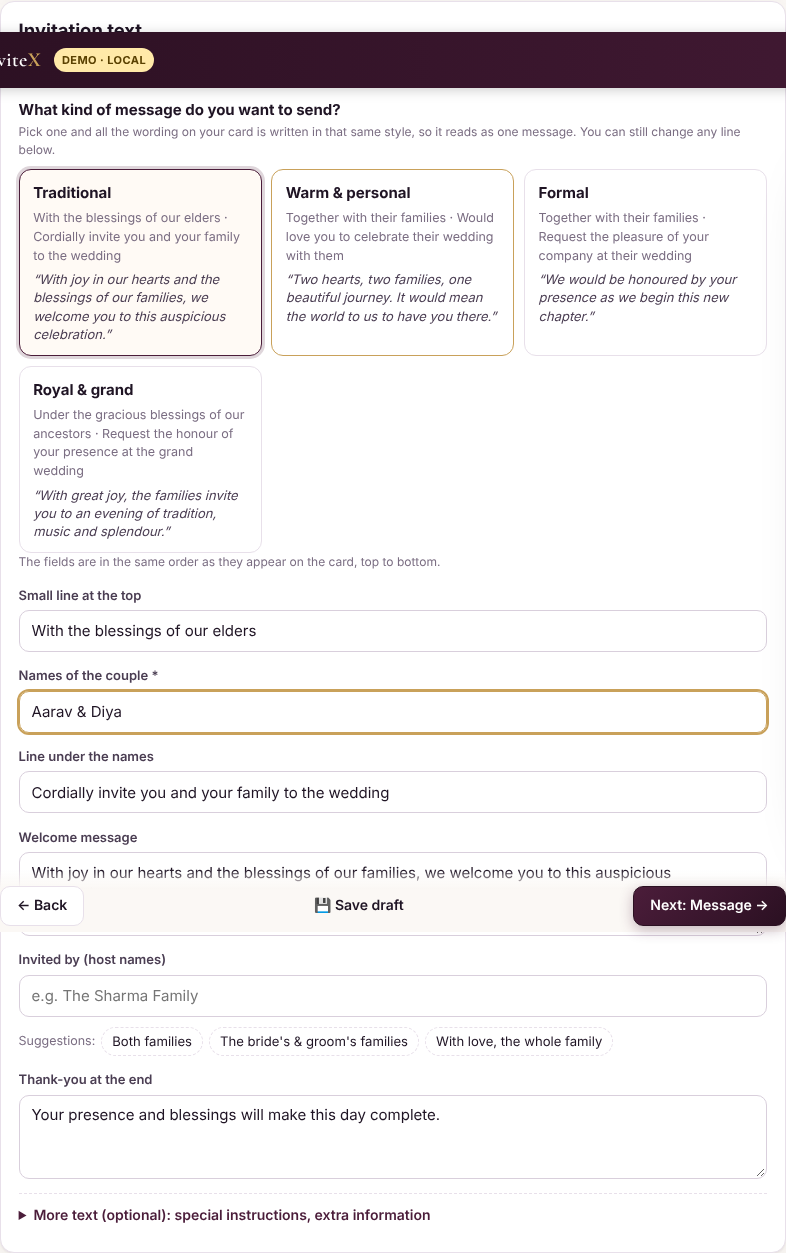 Invitation text
viteX
DEMO · LOCAL
What kind of message do you want to send?
Pick one and all the wording on your card is written in that same style, so it reads as one message. You can still change any line
below.
Traditional
With the blessings of our elders ·
Cordially invite you and your family
to the wedding
“With joy in our hearts and the
blessings of our families, we
welcome you to this auspicious
celebration.”
Warm & personal
Together with their families · Would
love you to celebrate their wedding
with them
“Two hearts, two families, one
beautiful journey. It would mean
the world to us to have you there.”
Formal
Together with their families ·
Request the pleasure of your
company at their wedding
“We would be honoured by your
presence as we begin this new
chapter.”
Royal & grand
Under the gracious blessings of our
ancestors · Request the honour of
your presence at the grand
wedding
“With great joy, the families invite
you to an evening of tradition,
music and splendour.”
The fields are in the same order as they appear on the card, top to bottom.
Small line at the top
With the blessings of our elders
Names of the couple *
Aarav & Diya
Line under the names
Cordially invite you and your family to the wedding
Welcome message
With joy in our hearts and the blessings of our families, we welcome you to this auspicious
← Back
💾 Save draft
Next: Message →
Invited by (host names)
e.g. The Sharma Family
Suggestions:
Both families
The bride's & groom's families
With love, the whole family
Thank-you at the end
Your presence and blessings will make this day complete.
▶ More text (optional): special instructions, extra information